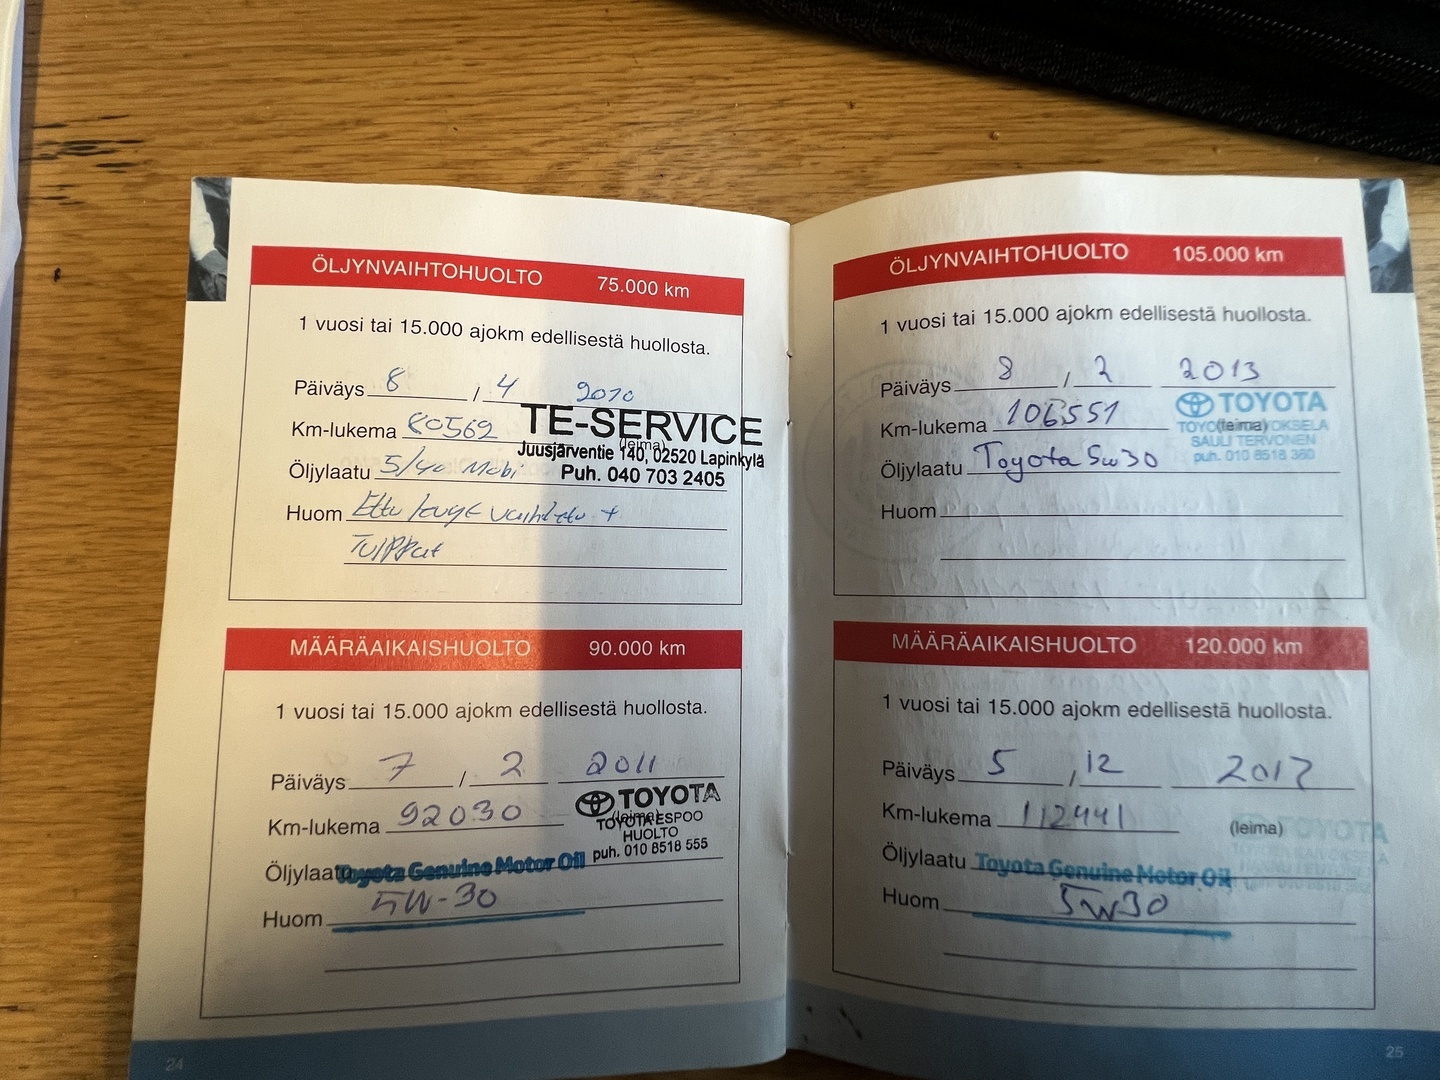 ÖLJYNVAIHTOHUOLTO 75.000 km
1 vuosi tai 15.000 ajokm edellisestä huollosta.
Päiväys 8 / 4 2010
Km-lukema 80569
TE-SERVICE
(leima)
Juusjärventie 140, 02520 Lapinkylä
Öljylaatu 5/40 Mobi
Puh. 040 703 2405
Huom Ettu vaihdettu +
Tulppat
MÄÄRÄAIKAISHUOLTO 90.000 km
1 vuosi tai 15.000 ajokm edellisestä huollosta.
Päiväys 7 / 2 2011
Km-lukema 92030
TOYOTA
(leima)
TOYOTA ESPOO
HUOLTO
puh. 010 8518 555
Öljylaatu Toyota Genuine Motor Oil
5W-30
Huom
24
ÖLJYNVAIHTOHUOLTO 105.000 km
1 vuosi tai 15.000 ajokm edellisestä huollosta.
Päiväys 8 / 2 2013
Km-lukema 106551
TOYOTA
(leima) OKSELA
SAULI TERVONEN
puh. 010 8518 380
Öljylaatu Toyota 5w30
Huom
MÄÄRÄAIKAISHUOLTO 120.000 km
1 vuosi tai 15.000 ajokm edellisestä huollosta.
Päiväys 5 / 12 2017
Km-lukema 112441
(leima)
TOYOTA
Öljylaatu Toyota Genuine Motor Oil
Huom 5W30
25